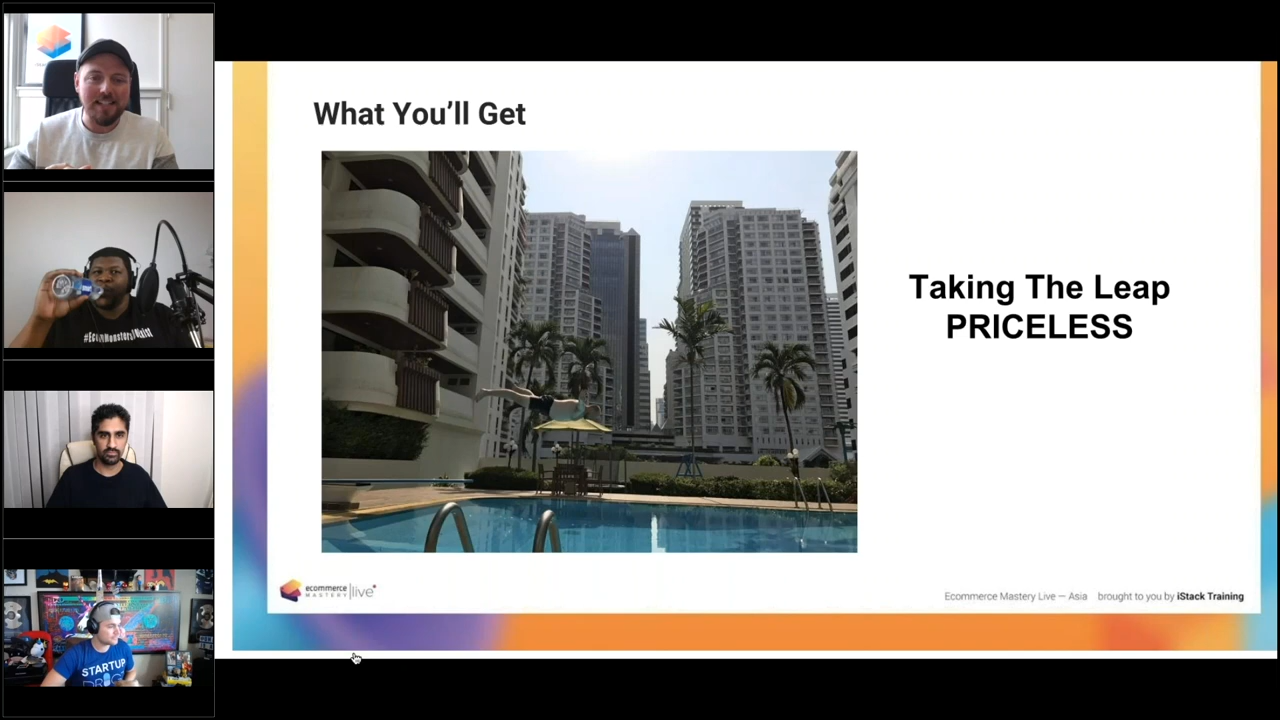 What You'll Get
Taking The Leap
PRICELESS
ecommerce
MASTERY
live
Ecommerce Mastery Live — Asia brought to you by iStack Training
STARTUP